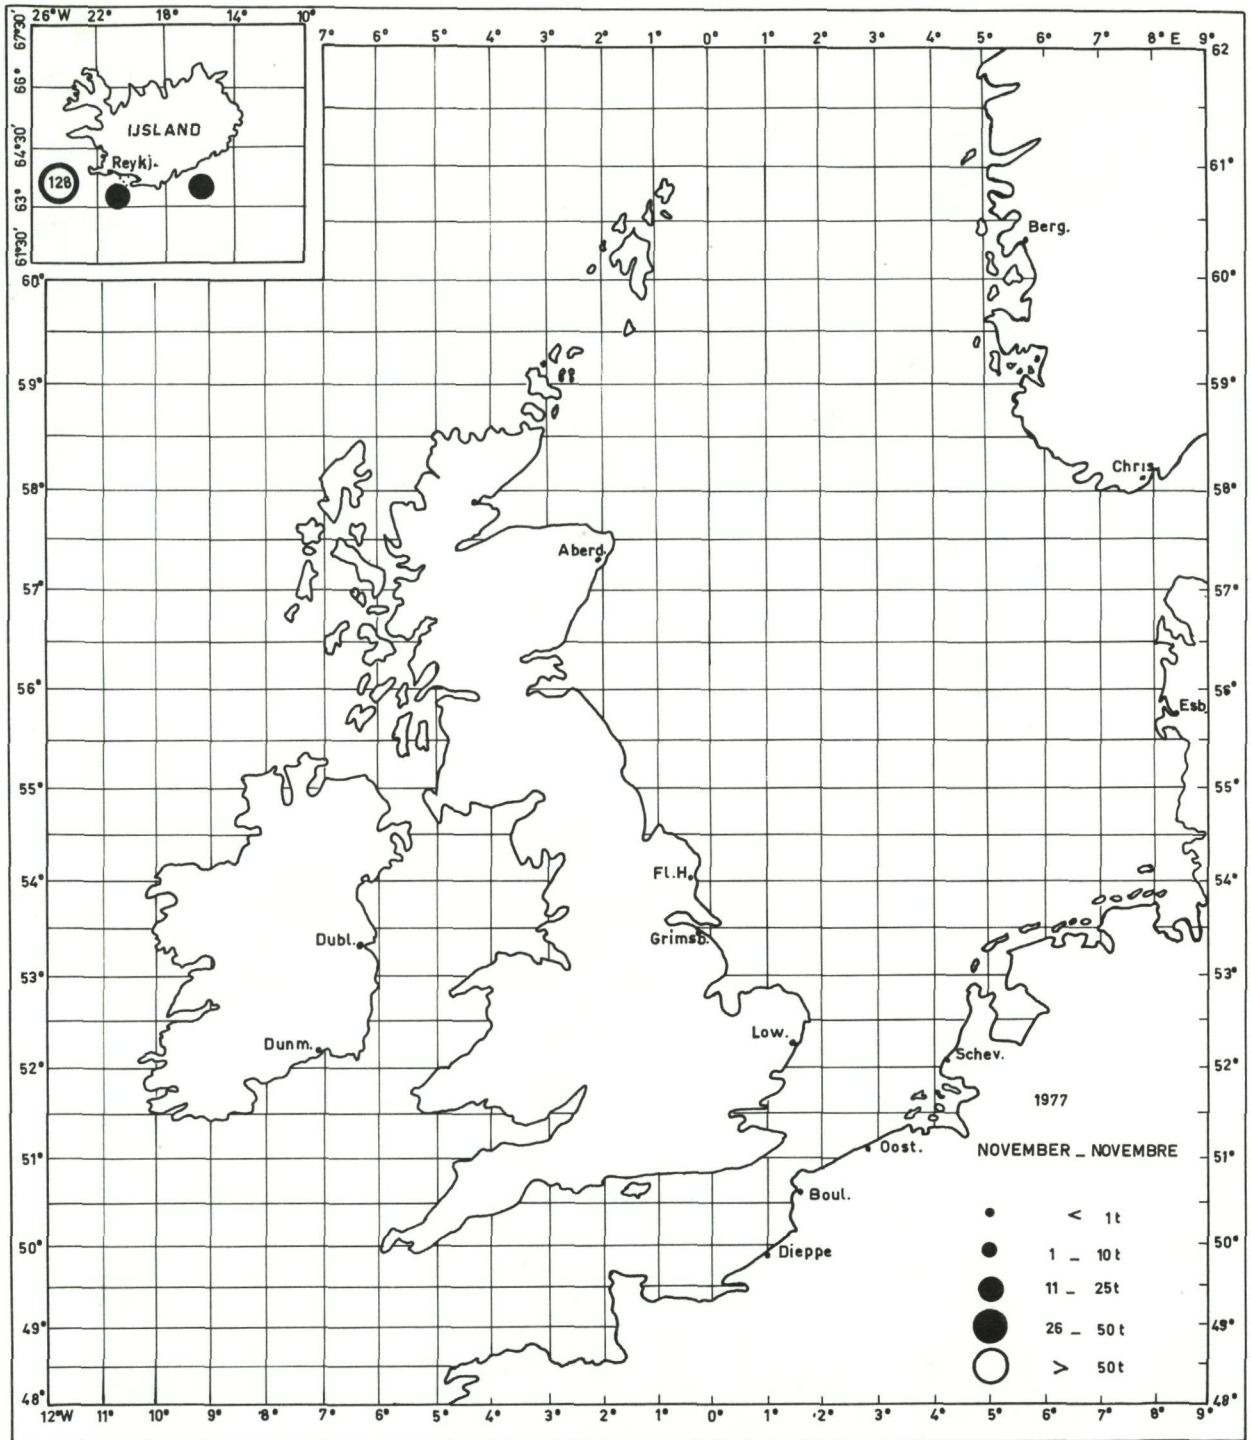 26°W 22° 18° 14° 10°
67°30'
66°
64°30'
63°
61°30'
IJSLAND
Reykj.
128
7° 6° 5° 4° 3° 2° 1° 0° 1° 2° 3° 4° 5° 6° 7° 8° E 9°
62
61°
Berg.
60° 60°
59° 59°
Chris
58° 58°
Aberd.
57° 57°
56° 56°
Esb.
55° 55°
Fl.H.
54° 54°
Dubl. Grimsb.
53° 53°
Low.
Dunm. Schev.
52° 52°
1977
Oost.
NOVEMBER _ NOVEMBRE
51° 51°
Boul.
< 1t
50° 50°
Dieppe
1 _ 10t
11 _ 25t
49° 49°
26 _ 50t
> 50t
48° 48°
12°W 11° 10° 9° 8° 7° 6° 5° 4° 3° 2° 1° 0° 1° 2° 3° 4° 5° 6° 7° 8° 9°